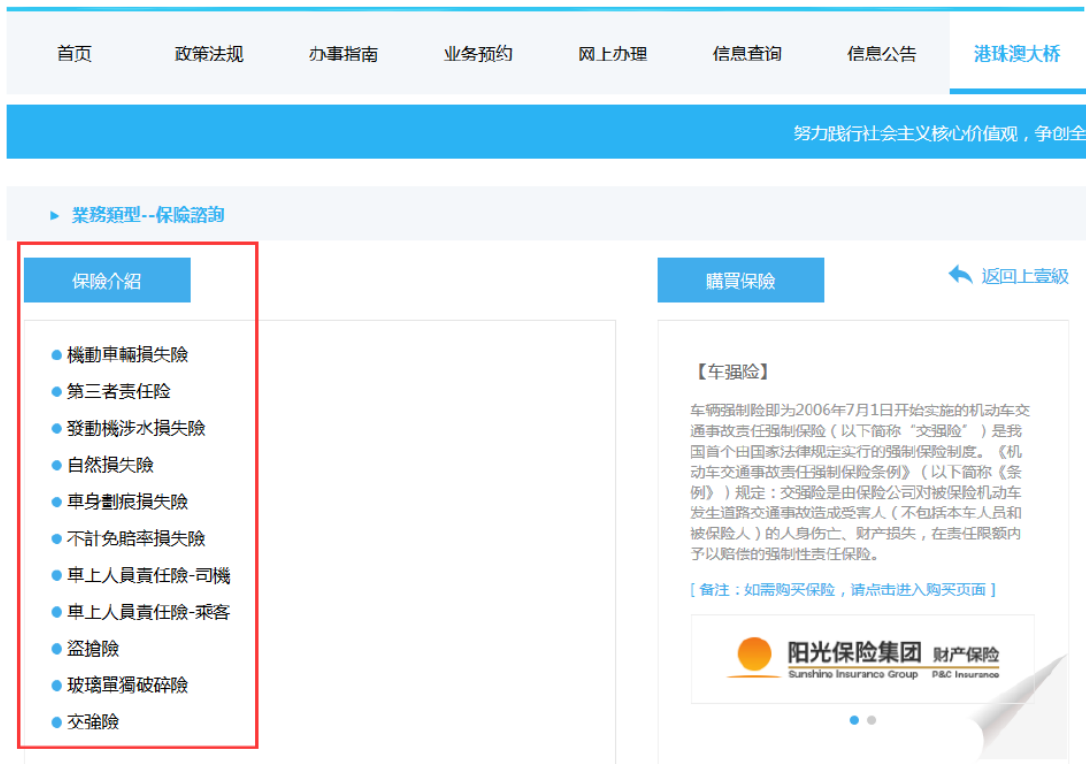 首页 政策法规 办事指南 业务预约 网上办理 信息查询 信息公告 港珠澳大桥
努力践行社会主义核心价值观，争创全
業務類型--保險諮詢
保險介紹
機動車輛損失險
第三者责任险
發動機涉水損失險
自然損失險
車身劃痕損失險
不計免賠率損失險
車上人員責任險-司機
車上人員責任險-乘客
盜搶險
玻璃單獨破碎險
交強險
購買保險
返回上壹級
【车强险】
车辆强制险即为2006年7月1日开始实施的机动车交
通事故责任强制保险（以下简称“交强险”）是我
国首个由国家法律规定实行的强制保险制度。《机
动车交通事故责任强制保险条例》（以下简称《条
例》）规定：交强险是由保险公司对被保险机动车
发生道路交通事故造成受害人（不包括本车人员和
被保险人）的人身伤亡、财产损失，在责任限额内
予以赔偿的强制性责任保险。
[ 备注：如需购买保险，请点击进入购买页面 ]
阳光保险集团 财产保险
Sunshine Insurance Group P&C Insurance